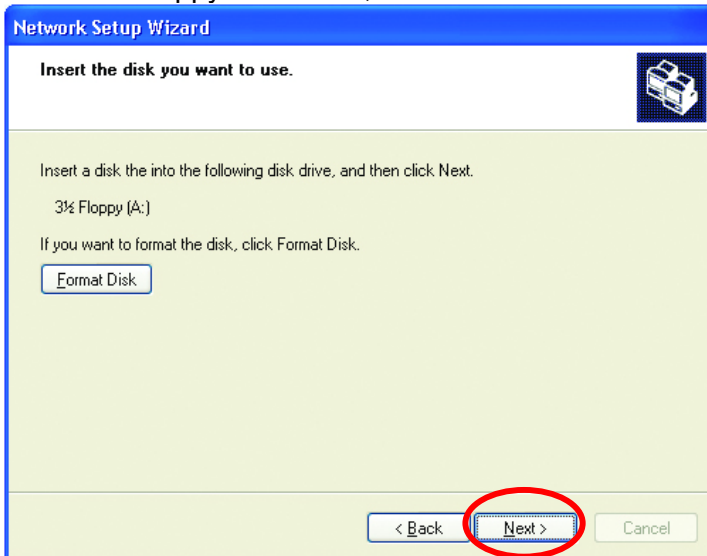 Network Setup Wizard
Insert the disk you want to use.
Insert a disk the into the following disk drive, and then click Next.
3½ Floppy (A:)
If you want to format the disk, click Format Disk.
Format Disk
< Back Next > Cancel